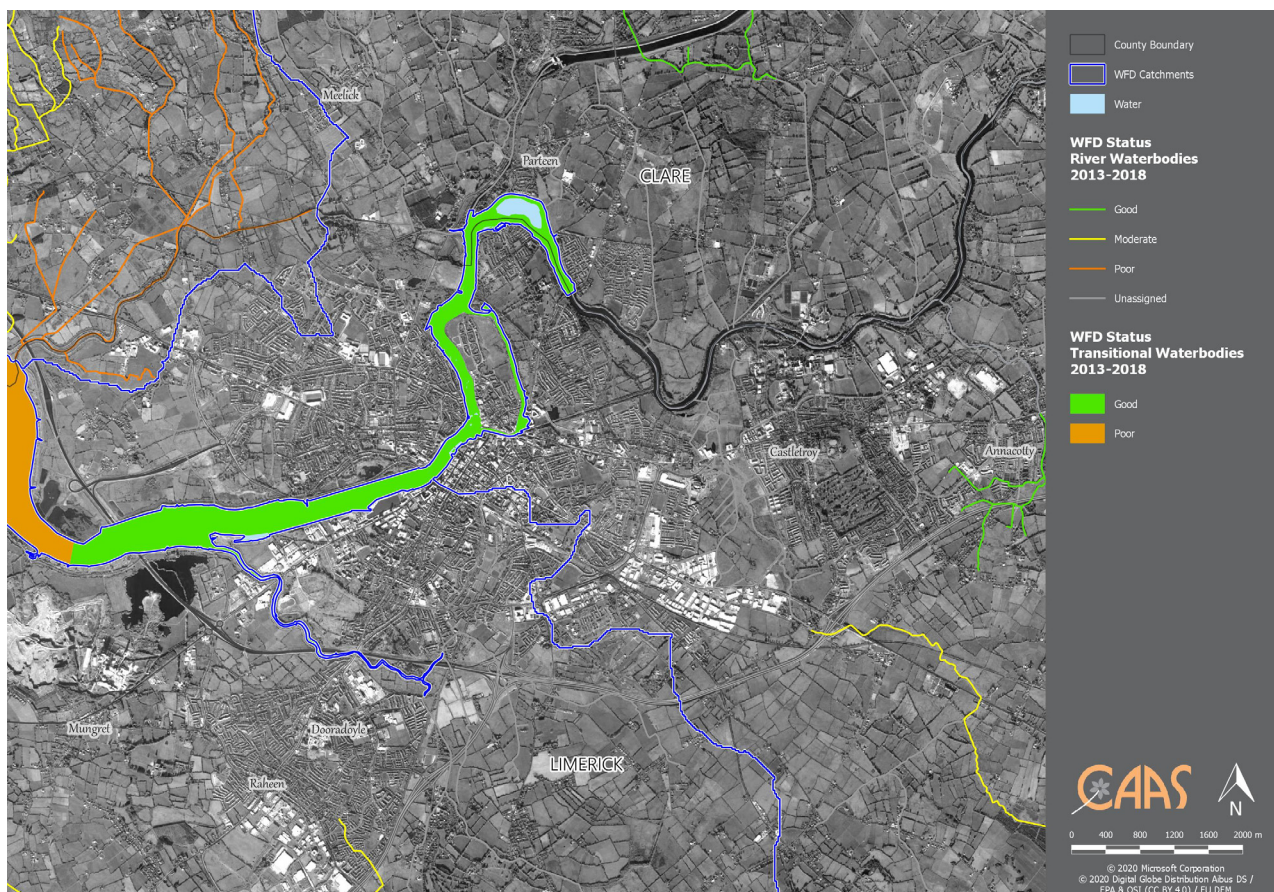 Meelick
Parteen
CLARE
Castletroy
Annacotty
Mungret
Dooradoyle
Raheen
LIMERICK
County Boundary
WFD Catchments
Water
WFD Status
River Waterbodies
2013-2018
Good
Moderate
Poor
Unassigned
WFD Status
Transitional Waterbodies
2013-2018
Good
Poor
CAAS
N
0 400 800 1200 1600 2000 m
© 2020 Microsoft Corporation
© 2020 Digital Globe Distribution Aibus DS /
EPA & OSI (CC BY 4.0) /